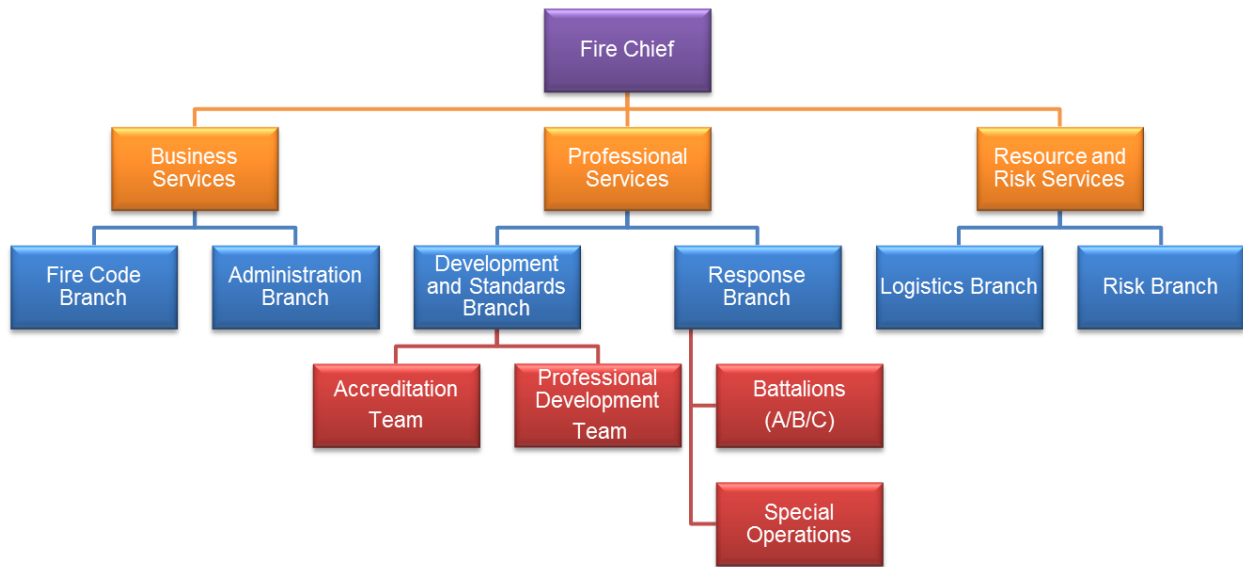 Fire Chief
Business
Services
Professional
Services
Resource and
Risk Services
Fire Code
Branch
Administration
Branch
Development
and Standards
Branch
Response
Branch
Logistics Branch
Risk Branch
Accreditation
Team
Professional
Development
Team
Battalions
(A/B/C)
Special
Operations